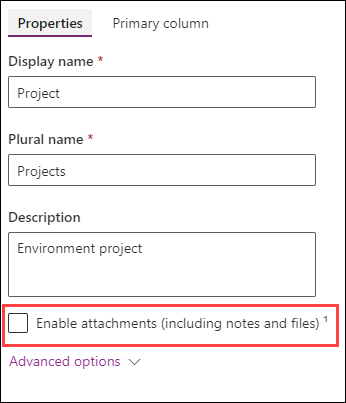 Properties Primary column
Display name *
Project
Plural name *
Projects
Description
Environment project
Enable attachments (including notes and files) ¹
Advanced options